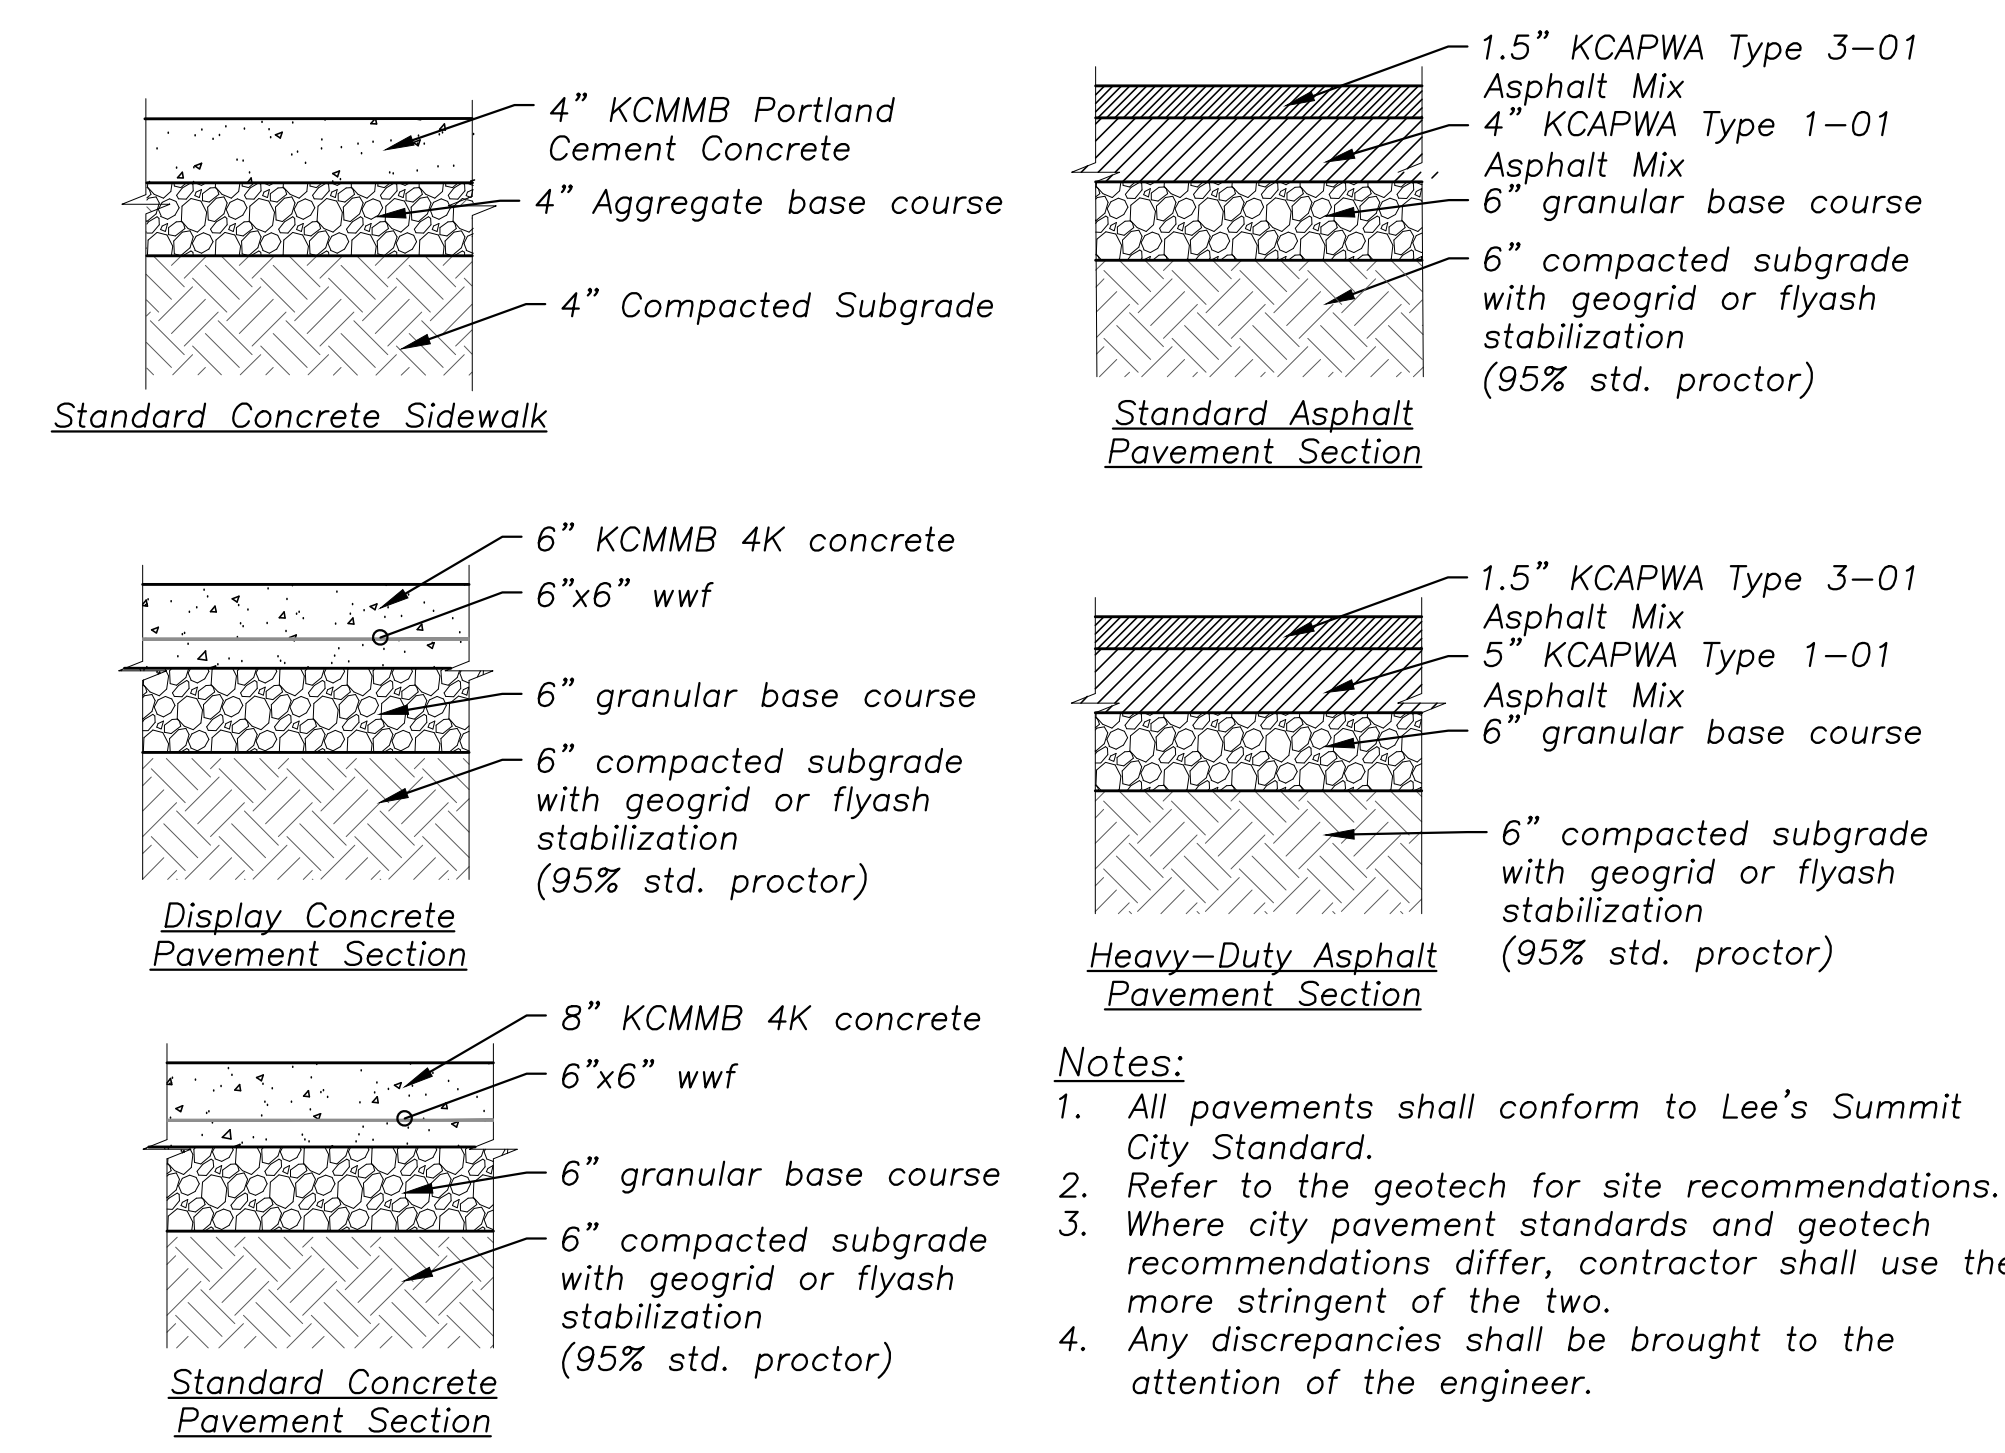 4” KCMMB Portland
Cement Concrete
4” Aggregate base course
4” Compacted Subgrade
Standard Concrete Sidewalk
6” KCMMB 4K concrete
6”x6” wwf
6” granular base course
6” compacted subgrade
with geogrid or flyash
stabilization
(95% std. proctor)
Display Concrete
Pavement Section
8” KCMMB 4K concrete
6”x6” wwf
6” granular base course
6” compacted subgrade
with geogrid or flyash
stabilization
(95% std. proctor)
Standard Concrete
Pavement Section
1.5” KCAPWA Type 3-01
Asphalt Mix
4” KCAPWA Type 1-01
Asphalt Mix
6” granular base course
6” compacted subgrade
with geogrid or flyash
stabilization
(95% std. proctor)
Standard Asphalt
Pavement Section
1.5” KCAPWA Type 3-01
Asphalt Mix
5” KCAPWA Type 1-01
Asphalt Mix
6” granular base course
6” compacted subgrade
with geogrid or flyash
stabilization
(95% std. proctor)
Heavy-Duty Asphalt
Pavement Section
Notes:
1. All pavements shall conform to Lee's Summit
City Standard.
2. Refer to the geotech for site recommendations.
3. Where city pavement standards and geotech
recommendations differ, contractor shall use the
more stringent of the two.
4. Any discrepancies shall be brought to the
attention of the engineer.